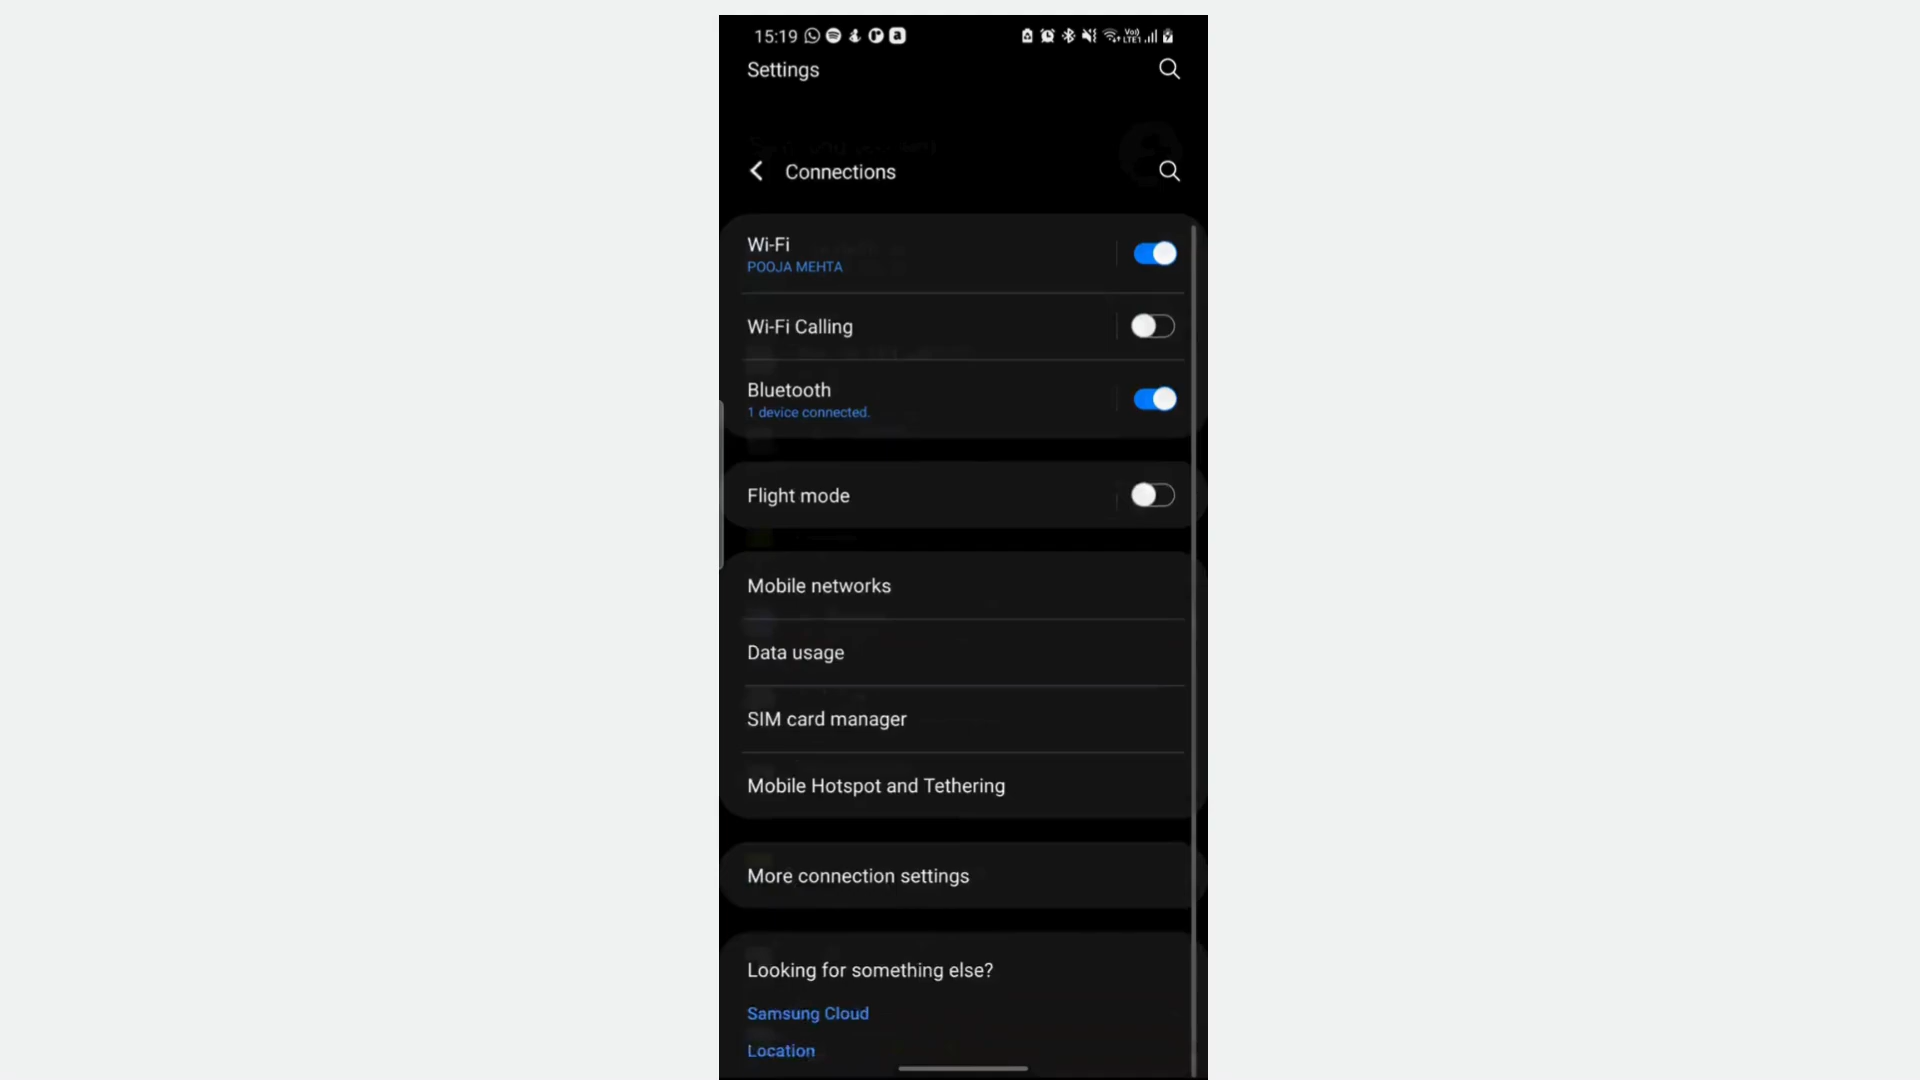 15:19
Settings
Connections
Wi-Fi
POOJA MEHTA
Wi-Fi Calling
Bluetooth
1 device connected.
Flight mode
Mobile networks
Data usage
SIM card manager
Mobile Hotspot and Tethering
More connection settings
Looking for something else?
Samsung Cloud
Location